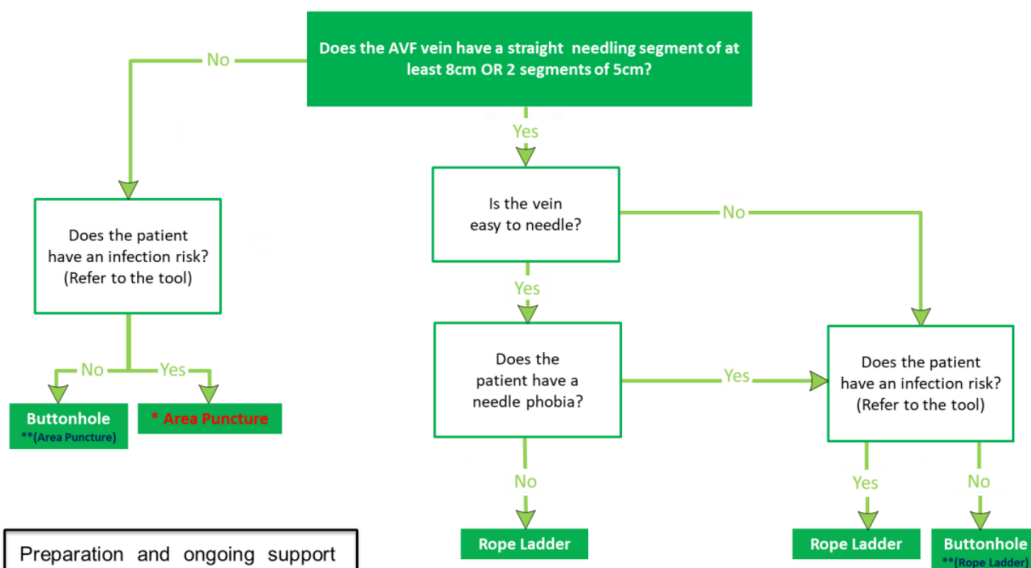 Does the AVF vein have a straight needling segment of at
least 8cm OR 2 segments of 5cm?
No
Yes
Is the vein
easy to needle?
No
Does the patient
have an infection risk?
(Refer to the tool)
Yes
Does the
patient have a
needle phobia?
Yes
Does the patient
have an infection risk?
(Refer to the tool)
No
Yes
Buttonhole
**(Area Puncture)
* Area Puncture
No
Yes
No
Rope Ladder
Rope Ladder
Buttonhole
**(Rope Ladder)
Preparation and ongoing support